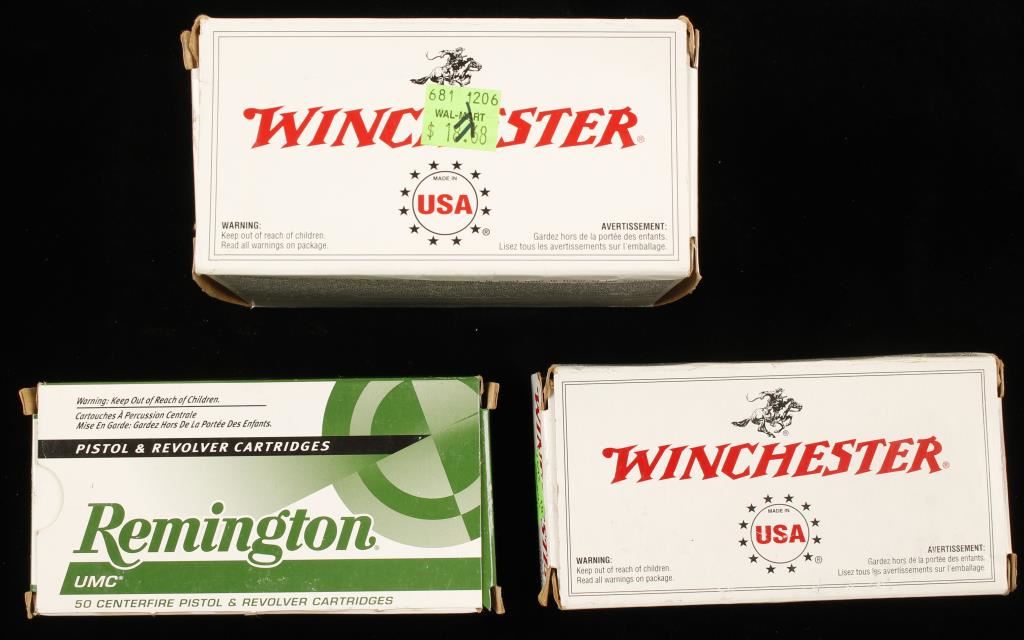 681 1206
WAL-MART
$ 18.68
WINCHESTER®
MADE IN
USA
®
WARNING:
Keep out of reach of children.
Read all warnings on package.
AVERTISSEMENT:
Gardez hors de la portée des enfants.
Lisez tous les avertissements sur l'emballage.
Warning: Keep Out of Reach of Children.
Cartouches À Percussion Centrale
Mise En Garde: Gardez Hors De La Portée Des Enfants.
PISTOL & REVOLVER CARTRIDGES
Remington®
UMC®
50 CENTERFIRE PISTOL & REVOLVER CARTRIDGES
®
WINCHESTER®
MADE IN
USA
®
WARNING:
Keep out of reach of children.
Read all warnings on package.
AVERTISSEMENT:
Gardez hors de la portée des enfants.
Lisez tous les avertissements sur l'emballage.